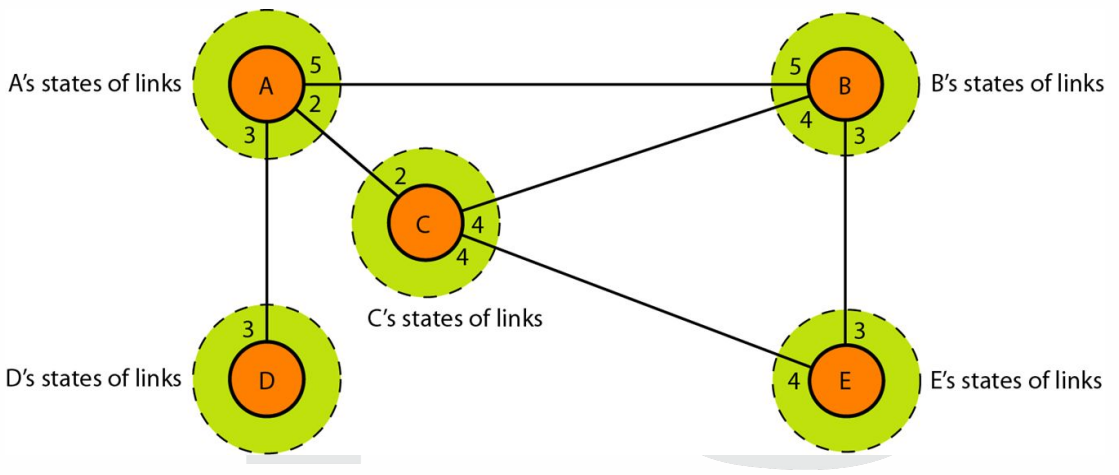 A's states of links
A
5
2
3
5
4
3
B
B's states of links
2
C
4
4
C's states of links
D's states of links
3
D
3
4
E
E's states of links